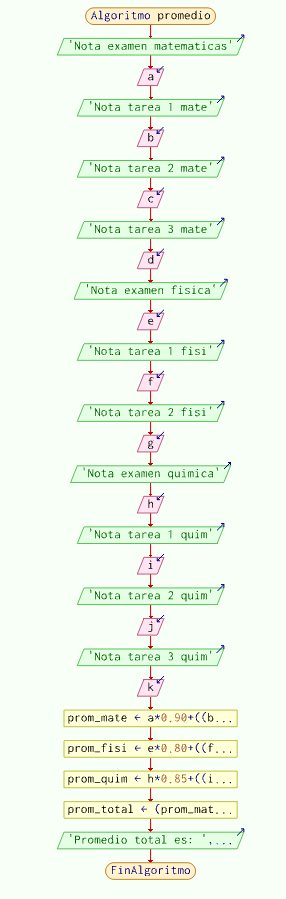 Algoritmo promedio
'Nota examen matematicas'
a
'Nota tarea 1 mate'
b
'Nota tarea 2 mate'
c
'Nota tarea 3 mate'
d
'Nota examen fisica'
e
'Nota tarea 1 fisi'
f
'Nota tarea 2 fisi'
g
'Nota examen quimica'
h
'Nota tarea 1 quim'
i
'Nota tarea 2 quim'
j
'Nota tarea 3 quim'
k
prom_mate ← a*0.90+((b...
prom_fisi ← e*0.80+((f...
prom_quim ← h*0.85+((i...
prom_total ← (prom_mat...
'Promedio total es: ',....
FinAlgoritmo